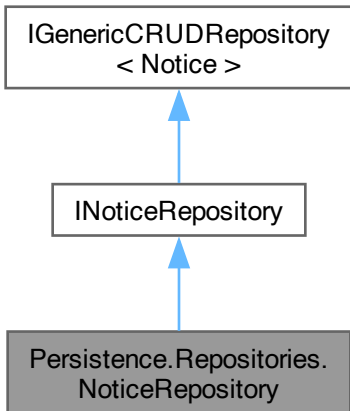 IGenericCRUDRepository
< Notice >
INoticeRepository
Persistence.Repositories.
NoticeRepository